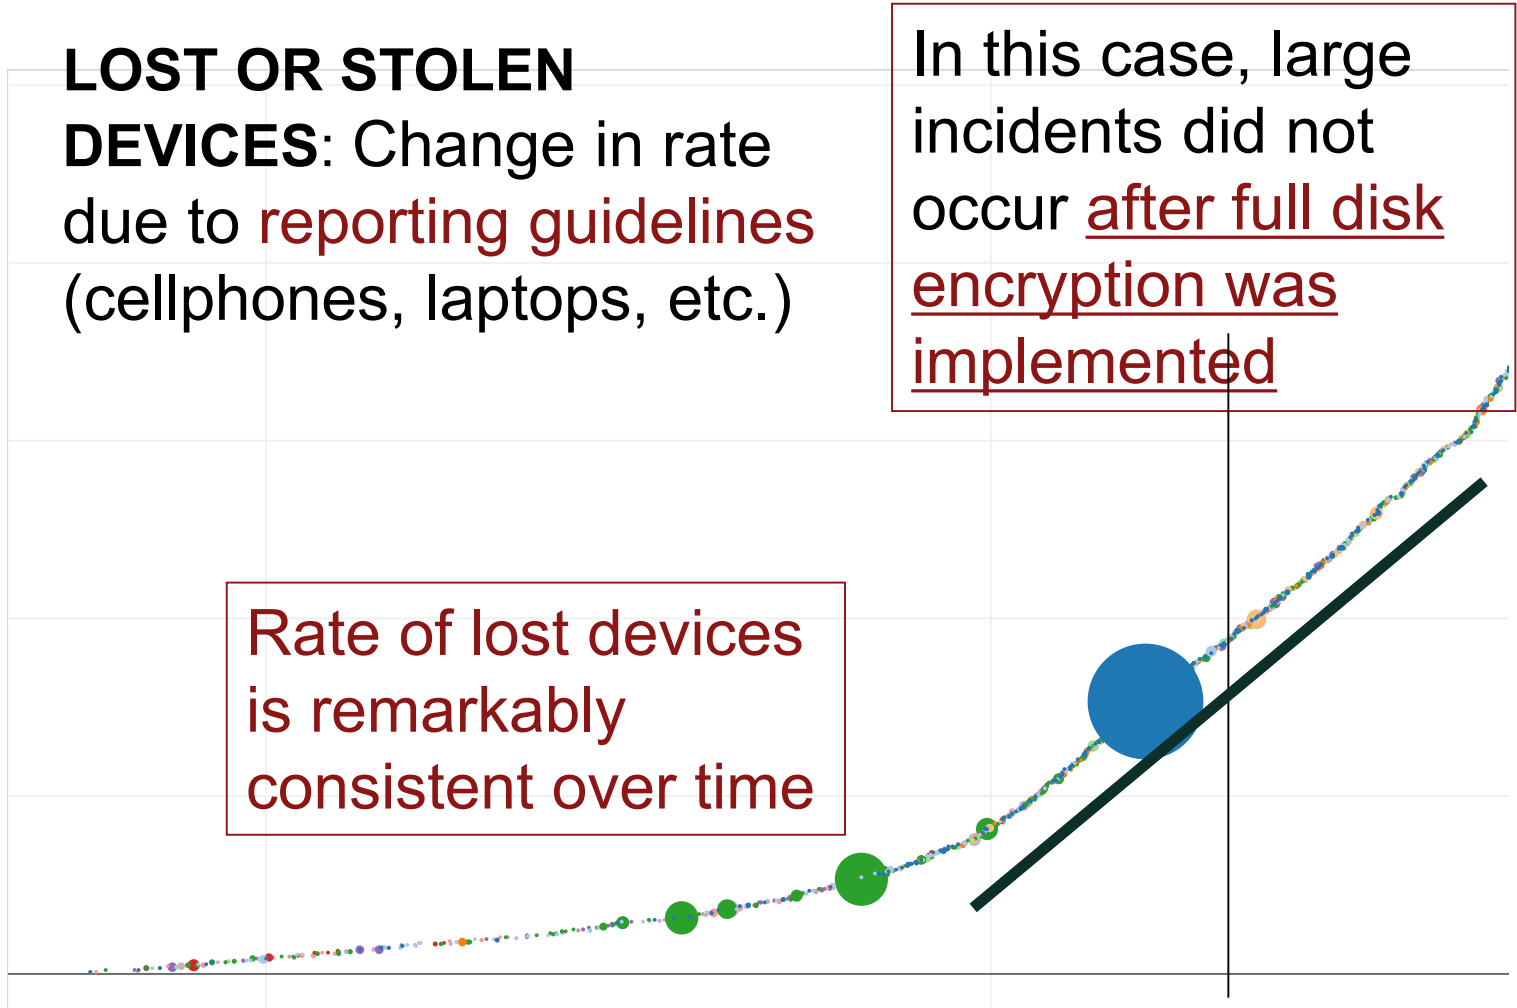 LOST OR STOLEN
DEVICES: Change in rate
due to reporting guidelines
(cellphones, laptops, etc.)
In this case, large
incidents did not
occur after full disk
encryption was
implemented
Rate of lost devices
is remarkably
consistent over time